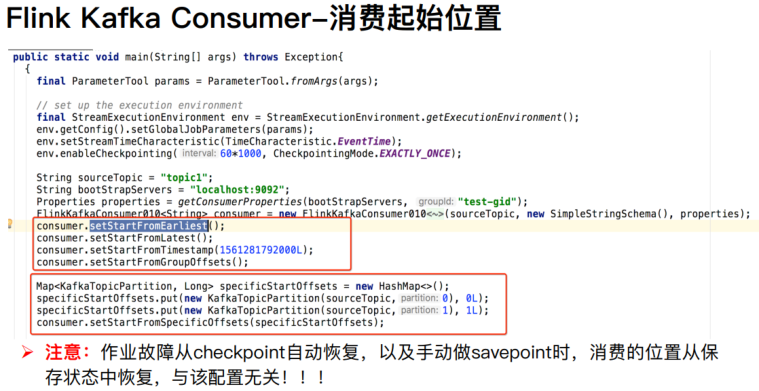 Flink Kafka Consumer–消费起始位置
public static void main(String[] args) throws Exception{
{
final ParameterTool params = ParameterTool.fromArgs(args);
// set up the execution environment
final StreamExecutionEnvironment env = StreamExecutionEnvironment.getExecutionEnvironment();
env.getConfig().setGlobalJobParameters(params);
env.setStreamTimeCharacteristic(TimeCharacteristic.EventTime);
env.enableCheckpointing( interval: 60*1000, CheckpointingMode.EXACTLY_ONCE);
String sourceTopic = "topic1";
String bootStrapServers = "localhost:9092";
Properties properties = getConsumerProperties(bootStrapServers, groupId: "test-gid");
FlinkKafkaConsumer010<String> consumer = new FlinkKafkaConsumer010<~>(sourceTopic, new SimpleStringSchema(), properties);
consumer.setStartFromEarliest();
consumer.setStartFromLatest();
consumer.setStartFromTimestamp(1561281792000L);
consumer.setStartFromGroupOffsets();
Map<KafkaTopicPartition, Long> specificStartOffsets = new HashMap<>();
specificStartOffsets.put(new KafkaTopicPartition(sourceTopic, partition: 0), 0L);
specificStartOffsets.put(new KafkaTopicPartition(sourceTopic, partition: 1), 1L);
consumer.setStartFromSpecificOffsets(specificStartOffsets);
➢ 注意：作业故障从checkpoint自动恢复，以及手动做savepoint时，消费的位置从保
存状态中恢复，与该配置无关！！！